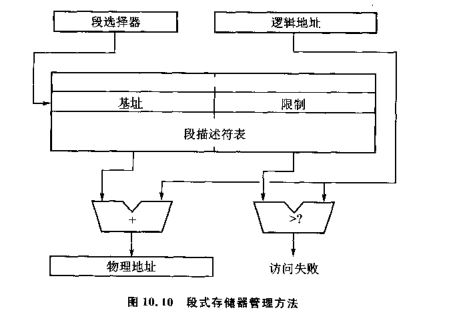 段选择器 逻辑地址
基址 限制
段描述符表
+ >?
物理地址 访问失败
图 10.10 段式存储器管理方法